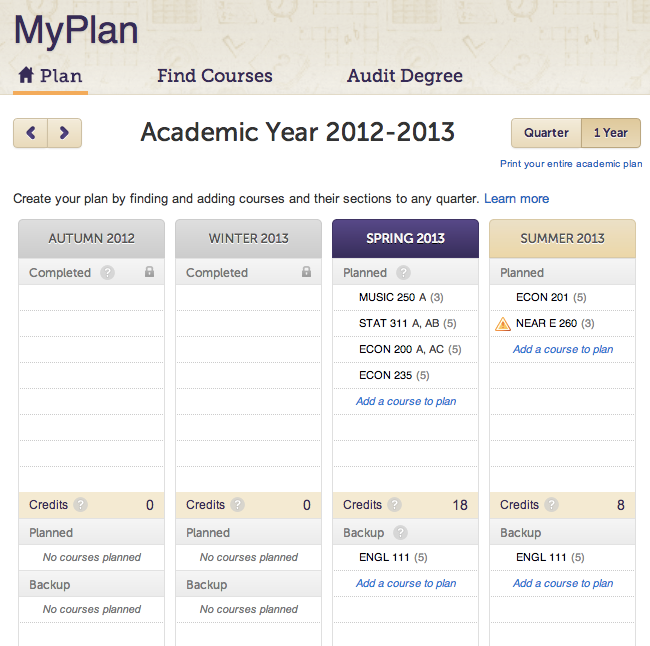 MyPlan
Plan
Find Courses
Audit Degree
Academic Year 2012-2013
Quarter
1 Year
Print your entire academic plan
Create your plan by finding and adding courses and their sections to any quarter. Learn more
AUTUMN 2012
Completed ?
Credits ? 0
Planned
No courses planned
Backup
No courses planned
WINTER 2013
Completed
Credits ? 0
Planned
No courses planned
Backup
No courses planned
SPRING 2013
Planned ?
MUSIC 250 A (3)
STAT 311 A, AB (5)
ECON 200 A, AC (5)
ECON 235 (5)
Add a course to plan
Credits ? 18
Backup ?
ENGL 111 (5)
Add a course to plan
SUMMER 2013
Planned
ECON 201 (5)
NEAR E 260 (3)
Add a course to plan
Credits ? 8
Backup
ENGL 111 (5)
Add a course to plan